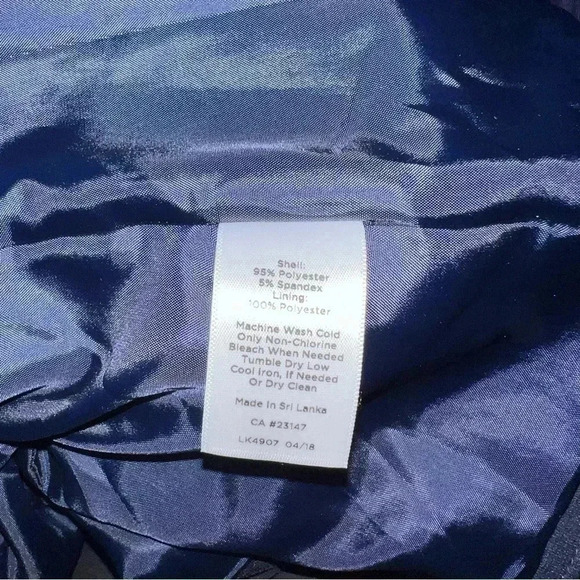 Shell:
95% Polyester
5% Spandex
Lining:
100% Polyester
Machine Wash Cold
Only Non-Chlorine
Bleach When Needed
Tumble Dry Low
Cool Iron, If Needed
Or Dry Clean
Made In Sri Lanka
CA #23147
LK4907 04/18